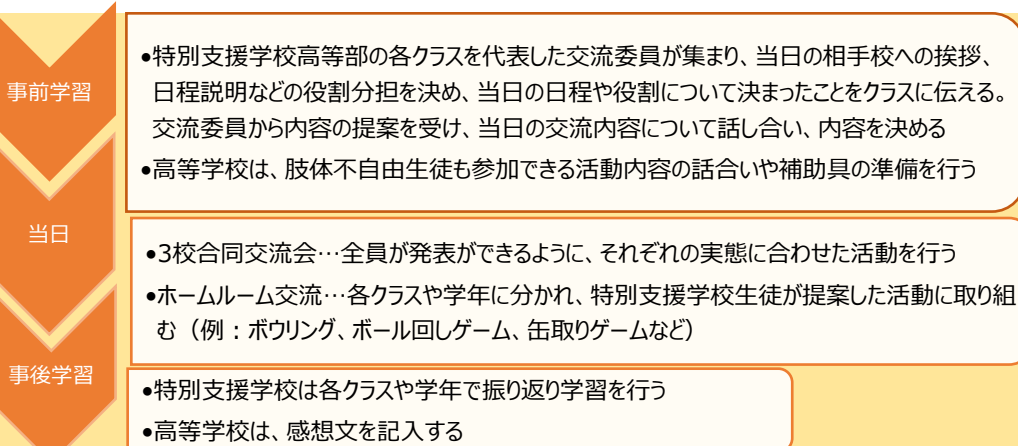 事前学習
•特別支援学校高等部の各クラスを代表した交流委員が集まり、当日の相手校への挨拶、
日程説明などの役割分担を決め、当日の日程や役割について決まったことをクラスに伝える。
交流委員から内容の提案を受け、当日の交流内容について話し合い、内容を決める
•高等学校は、肢体不自由生徒も参加できる活動内容の話合いや補助具の準備を行う
当日
•3校合同交流会…全員が発表ができるように、それぞれの実態に合わせた活動を行う
•ホームルーム交流…各クラスや学年に分かれ、特別支援学校生徒が提案した活動に取り組
む（例：ボウリング、ボール回しゲーム、缶取りゲームなど）
事後学習
•特別支援学校は各クラスや学年で振り返り学習を行う
•高等学校は、感想文を記入する